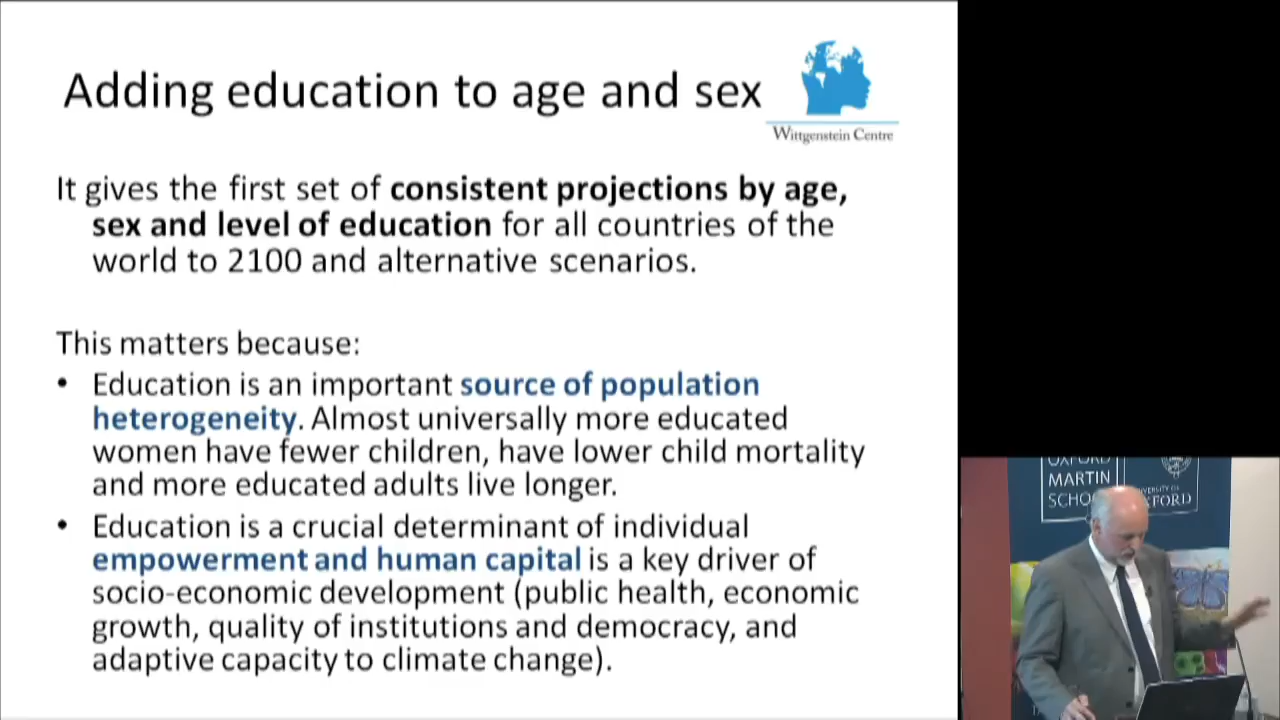 Adding education to age and sex
Wittgenstein Centre
It gives the first set of consistent projections by age,
sex and level of education for all countries of the
world to 2100 and alternative scenarios.
This matters because:
• Education is an important source of population
heterogeneity. Almost universally more educated
women have fewer children, have lower child mortality
and more educated adults live longer.
• Education is a crucial determinant of individual
empowerment and human capital is a key driver of
socio-economic development (public health, economic
growth, quality of institutions and democracy, and
adaptive capacity to climate change).
OXFORD
MARTIN
UNIVERSITY OF